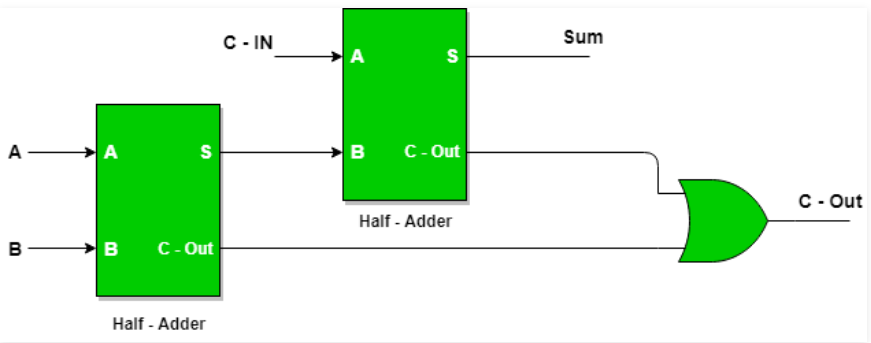 C - IN
Sum
A
S
A
A
S
B
C - Out
C - Out
Half - Adder
B
B
C - Out
Half - Adder